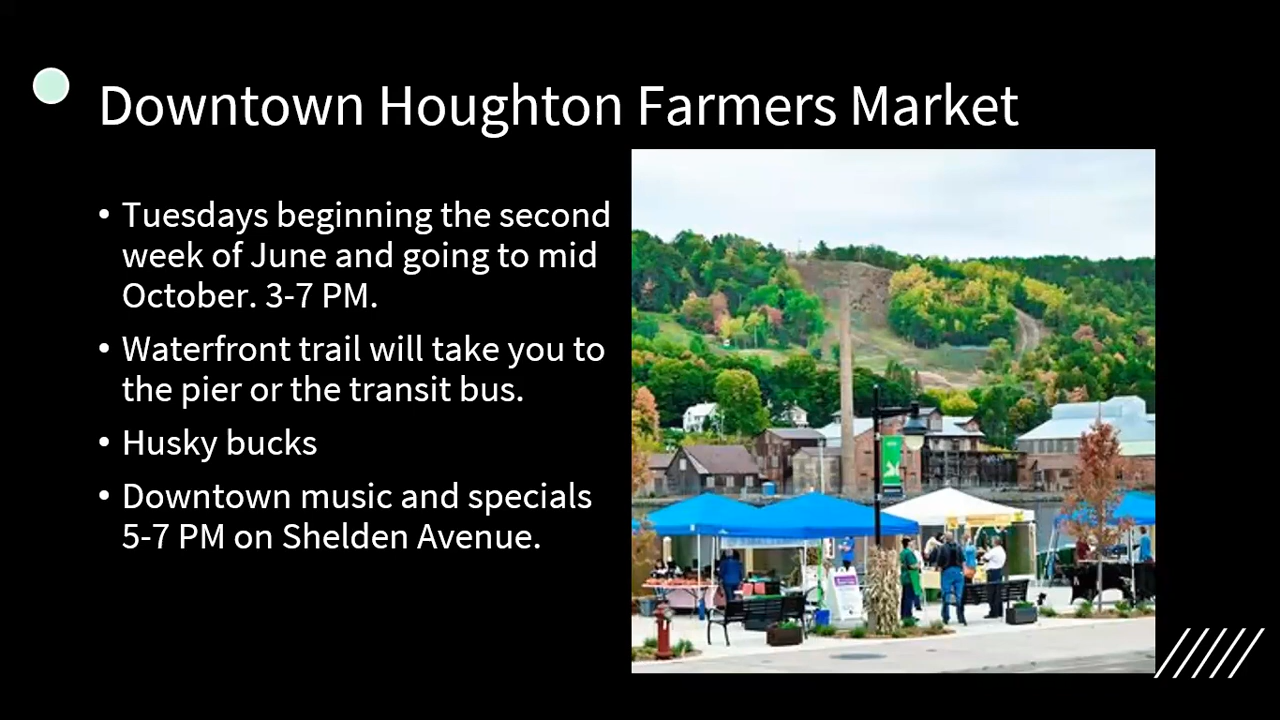 Downtown Houghton Farmers Market
• Tuesdays beginning the second
week of June and going to mid
October. 3-7 PM.
• Waterfront trail will take you to
the pier or the transit bus.
• Husky bucks
• Downtown music and specials
5-7 PM on Shelden Avenue.